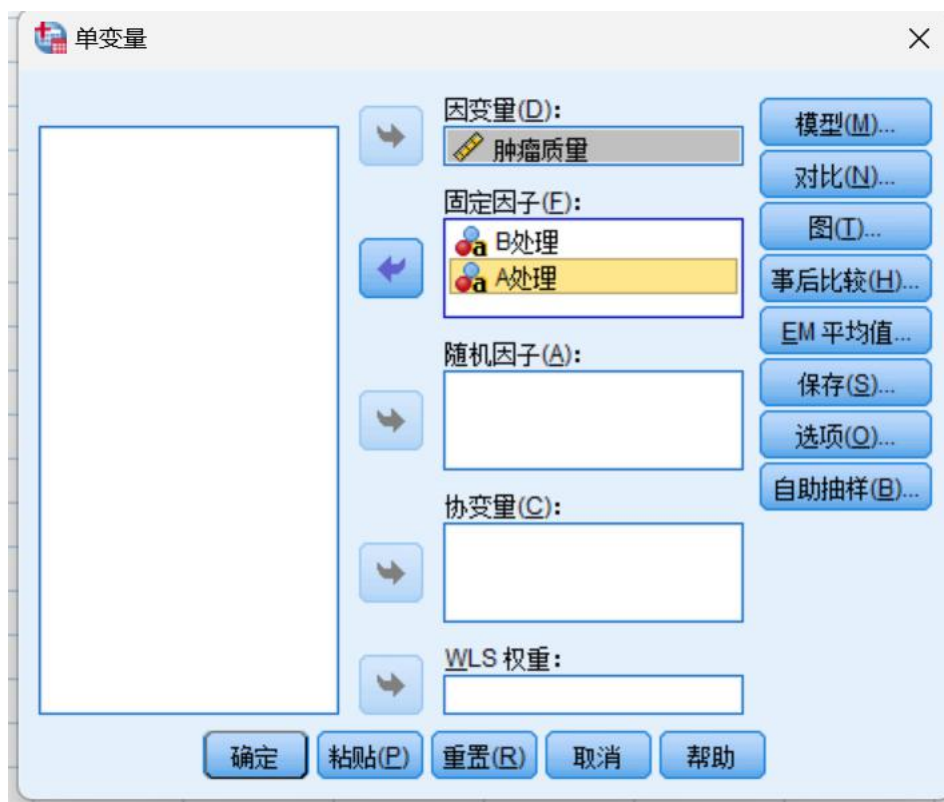 单变量
因变量(D):
肿瘤质量
固定因子(F):
B处理
A处理
随机因子(A):
协变量(C):
WLS 权重:
模型(M)...
对比(N)...
图(T)...
事后比较(H)...
EM 平均值...
保存(S)...
选项(O)...
自助抽样(B)...
确定 粘贴(P) 重置(R) 取消 帮助